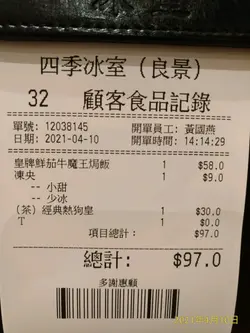 四季冰室（良景）
32 顧客食品記錄
單號: 12038145 開單員工: 黃國燕
日期: 2021-04-10 開單時間: 14:14:29
皇牌鮮茄牛魔王焗飯 1 $58.0
凍央 1 $9.0
-- 小甜
-- 少冰
(茶) 經典熱狗皇 1 $30.0
T 1 $0.0
項目總計: $97.0
總計: $97.0
多謝惠顧